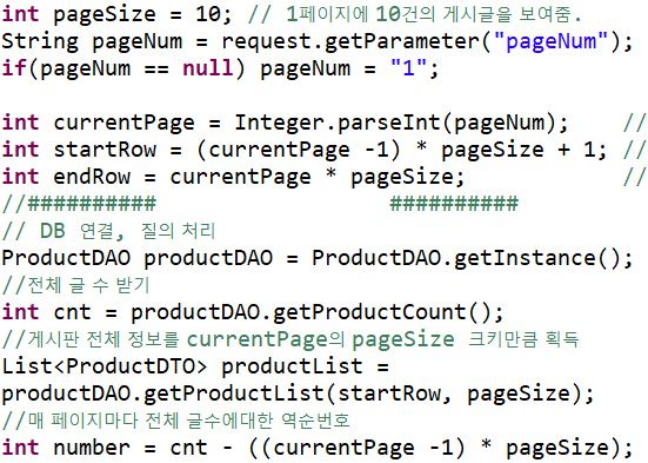 int pageSize = 10; // 1페이지에 10건의 게시글을 보여줌.
String pageNum = request.getParameter("pageNum");
if(pageNum == null) pageNum = "1";
int currentPage = Integer.parseInt(pageNum); //
int startRow = (currentPage -1) * pageSize + 1; //
int endRow = currentPage * pageSize; //
//########## ##########
// DB 연결, 질의 처리
ProductDAO productDAO = ProductDAO.getInstance();
//전체 글 수 받기
int cnt = productDAO.getProductCount();
//게시판 전체 정보를 currentPage의 pageSize 크키만큼 획득
List<ProductDTO> productList =
productDAO.getProductList(startRow, pageSize);
//매 페이지마다 전체 글수에대한 역순번호
int number = cnt - ((currentPage -1) * pageSize);